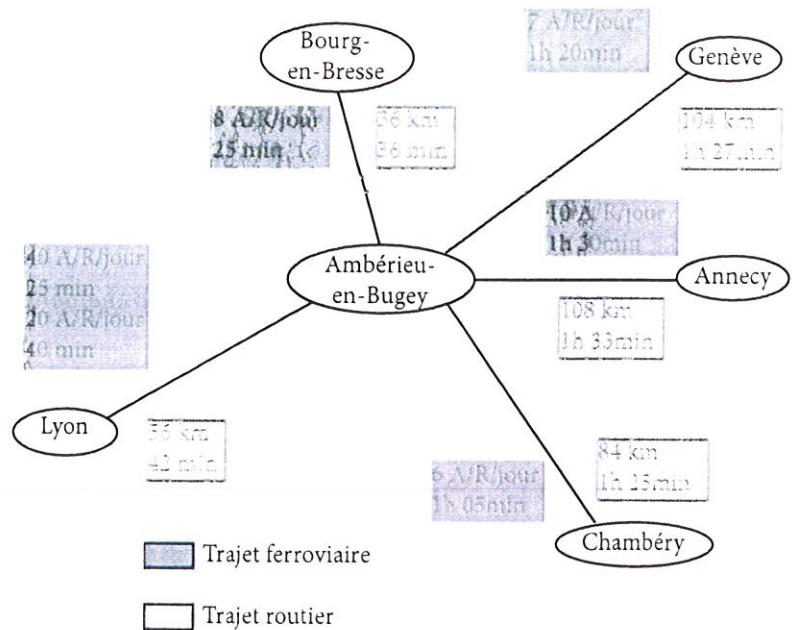 Bourg-
en-Bresse
7 A/R/jour
1h 20min
Genève
8 A/R/jour
25 min
36 km
36 min
104 km
1h 27min
10 A/R/jour
1h 30min
Ambérieu-
en-Bugey
Annecy
40 A/R/jour
25 min
20 A/R/jour
40 min
108 km
1h 33min
Lyon
56 km
42 min
6 A/R/jour
1h 05min
84 km
1h 25min
Chambéry
Trajet ferroviaire
Trajet routier